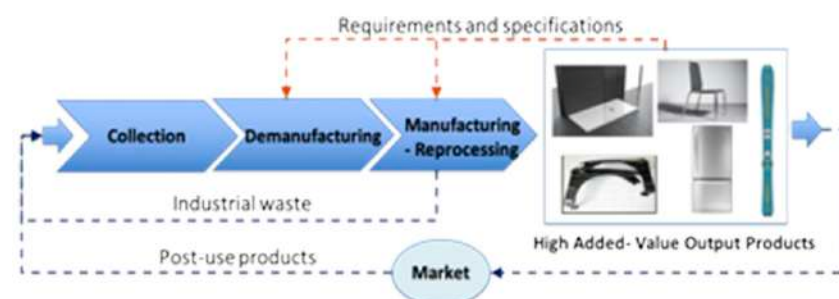 Requirements and specifications
Collection
Demanufacturing
Manufacturing
- Reprocessing
Industrial waste
High Added- Value Output Products
Post-use products
Market